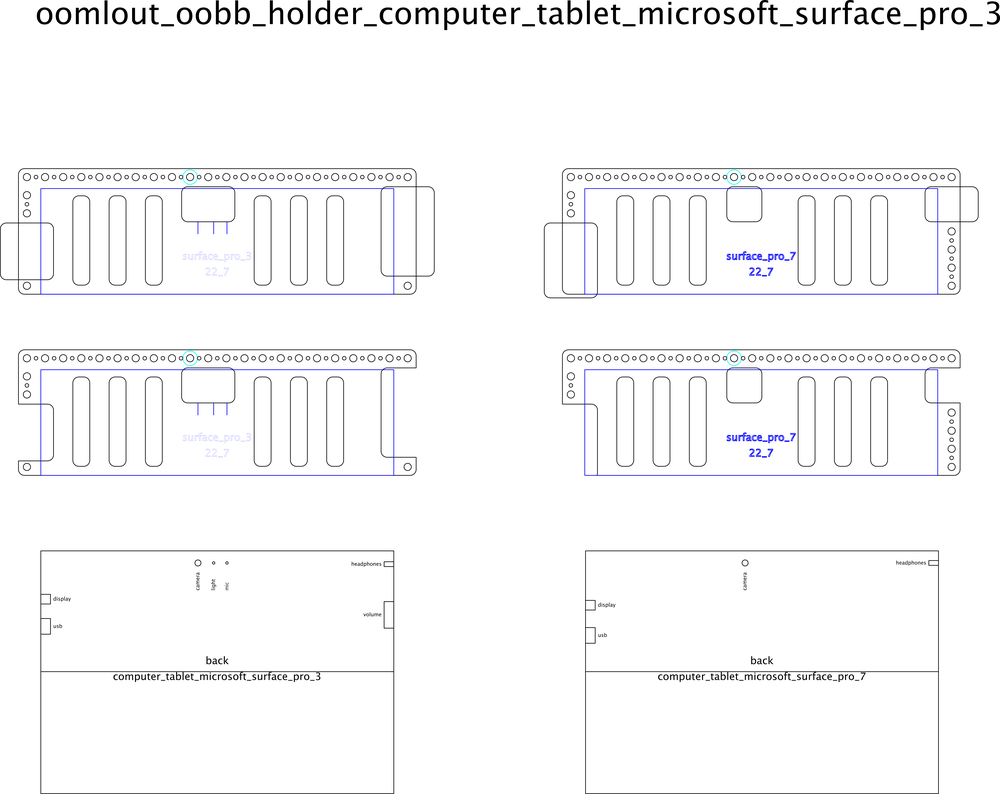 oomlout_oobb_holder_computer_tablet_microsoft_surface_pro_3
surface_pro_3
22_7
surface_pro_7
22_7
surface_pro_3
22_7
surface_pro_7
22_7
camera
light
mic
headphones
display
volume
usb
back
computer_tablet_microsoft_surface_pro_3
camera
headphones
display
usb
back
computer_tablet_microsoft_surface_pro_7